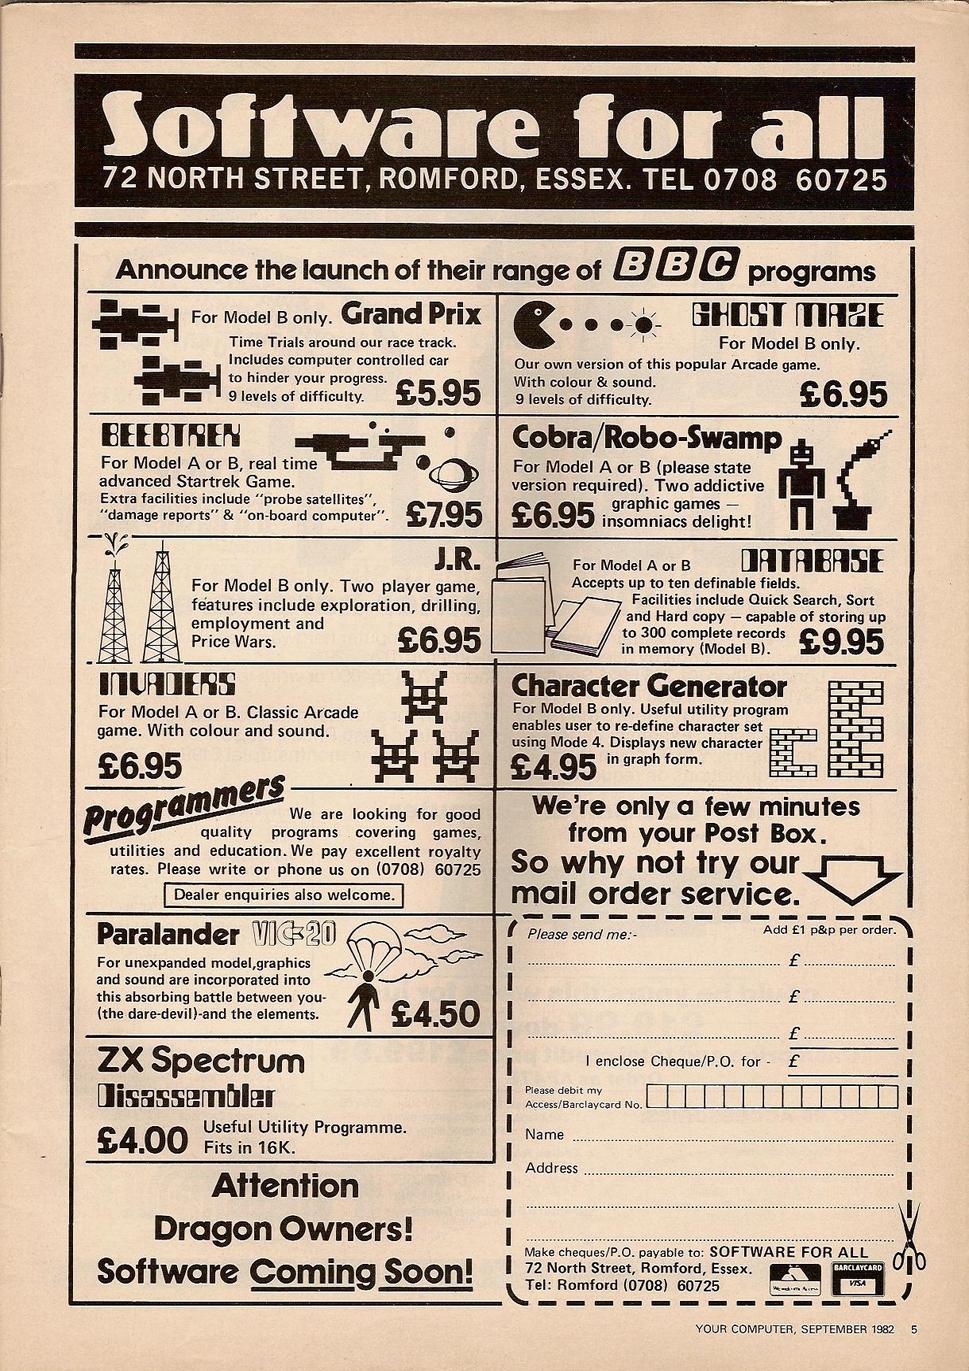 Software for all
72 NORTH STREET, ROMFORD, ESSEX. TEL 0708 60725
Announce the launch of their range of BBC programs
For Model B only. Grand Prix
Time Trials around our race track.
Includes computer controlled car
to hinder your progress.
9 levels of difficulty. £5.95
GHOST MAZE
For Model B only.
Our own version of this popular Arcade game.
With colour & sound.
9 levels of difficulty. £6.95
BEEBTREK
For Model A or B, real time
advanced Startrek Game.
Extra facilities include "probe satellites",
"damage reports" & "on-board computer". £7.95
Cobra/Robo-Swamp
For Model A or B (please state
version required). Two addictive
graphic games —
£6.95 insomniacs delight!
J.R.
For Model B only. Two player game,
features include exploration, drilling,
employment and
Price Wars. £6.95
For Model A or B DATABASE
Accepts up to ten definable fields.
Facilities include Quick Search, Sort
and Hard copy — capable of storing up
to 300 complete records
in memory (Model B). £9.95
INVADERS
For Model A or B. Classic Arcade
game. With colour and sound.
£6.95
Character Generator
For Model B only. Useful utility program
enables user to re-define character set
using Mode 4. Displays new character
£4.95 in graph form.
Programmers
We are looking for good
quality programs covering games,
utilities and education. We pay excellent royalty
rates. Please write or phone us on (0708) 60725
Dealer enquiries also welcome.
We're only a few minutes
from your Post Box.
So why not try our
mail order service.
Paralander VIC-20
For unexpanded model,graphics
and sound are incorporated into
this absorbing battle between you-
(the dare-devil)-and the elements. £4.50
ZX Spectrum
Disassembler
£4.00 Useful Utility Programme.
Fits in 16K.
Attention
Dragon Owners!
Software Coming Soon!
Please send me:- Add £1 p&p per order.
£
£
£
I enclose Cheque/P.O. for - £
Please debit my
Access/Barclaycard No.
Name
Address
Make cheques/P.O. payable to: SOFTWARE FOR ALL
72 North Street, Romford, Essex.
Tel: Romford (0708) 60725
BARCLAYCARD
VISA
YOUR COMPUTER, SEPTEMBER 1982 5